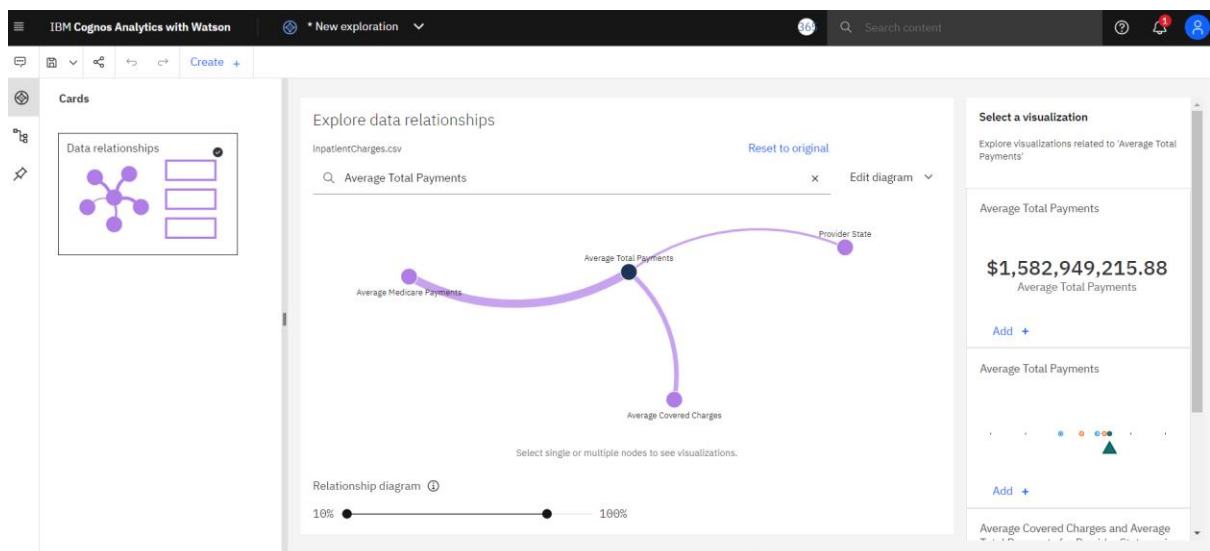 IBM Cognos Analytics with Watson
* New exploration
365
Search content
1
Create +
Cards
Data relationships
Explore data relationships
InpatientCharges.csv
Reset to original
Average Total Payments
Edit diagram
Provider State
Average Total Payments
Average Medicare Payments
Average Covered Charges
Select single or multiple nodes to see visualizations.
Relationship diagram
10%
100%
Select a visualization
Explore visualizations related to 'Average Total
Payments'
Average Total Payments
$1,582,949,215.88
Average Total Payments
Add +
Average Total Payments
Add +
Average Covered Charges and Average